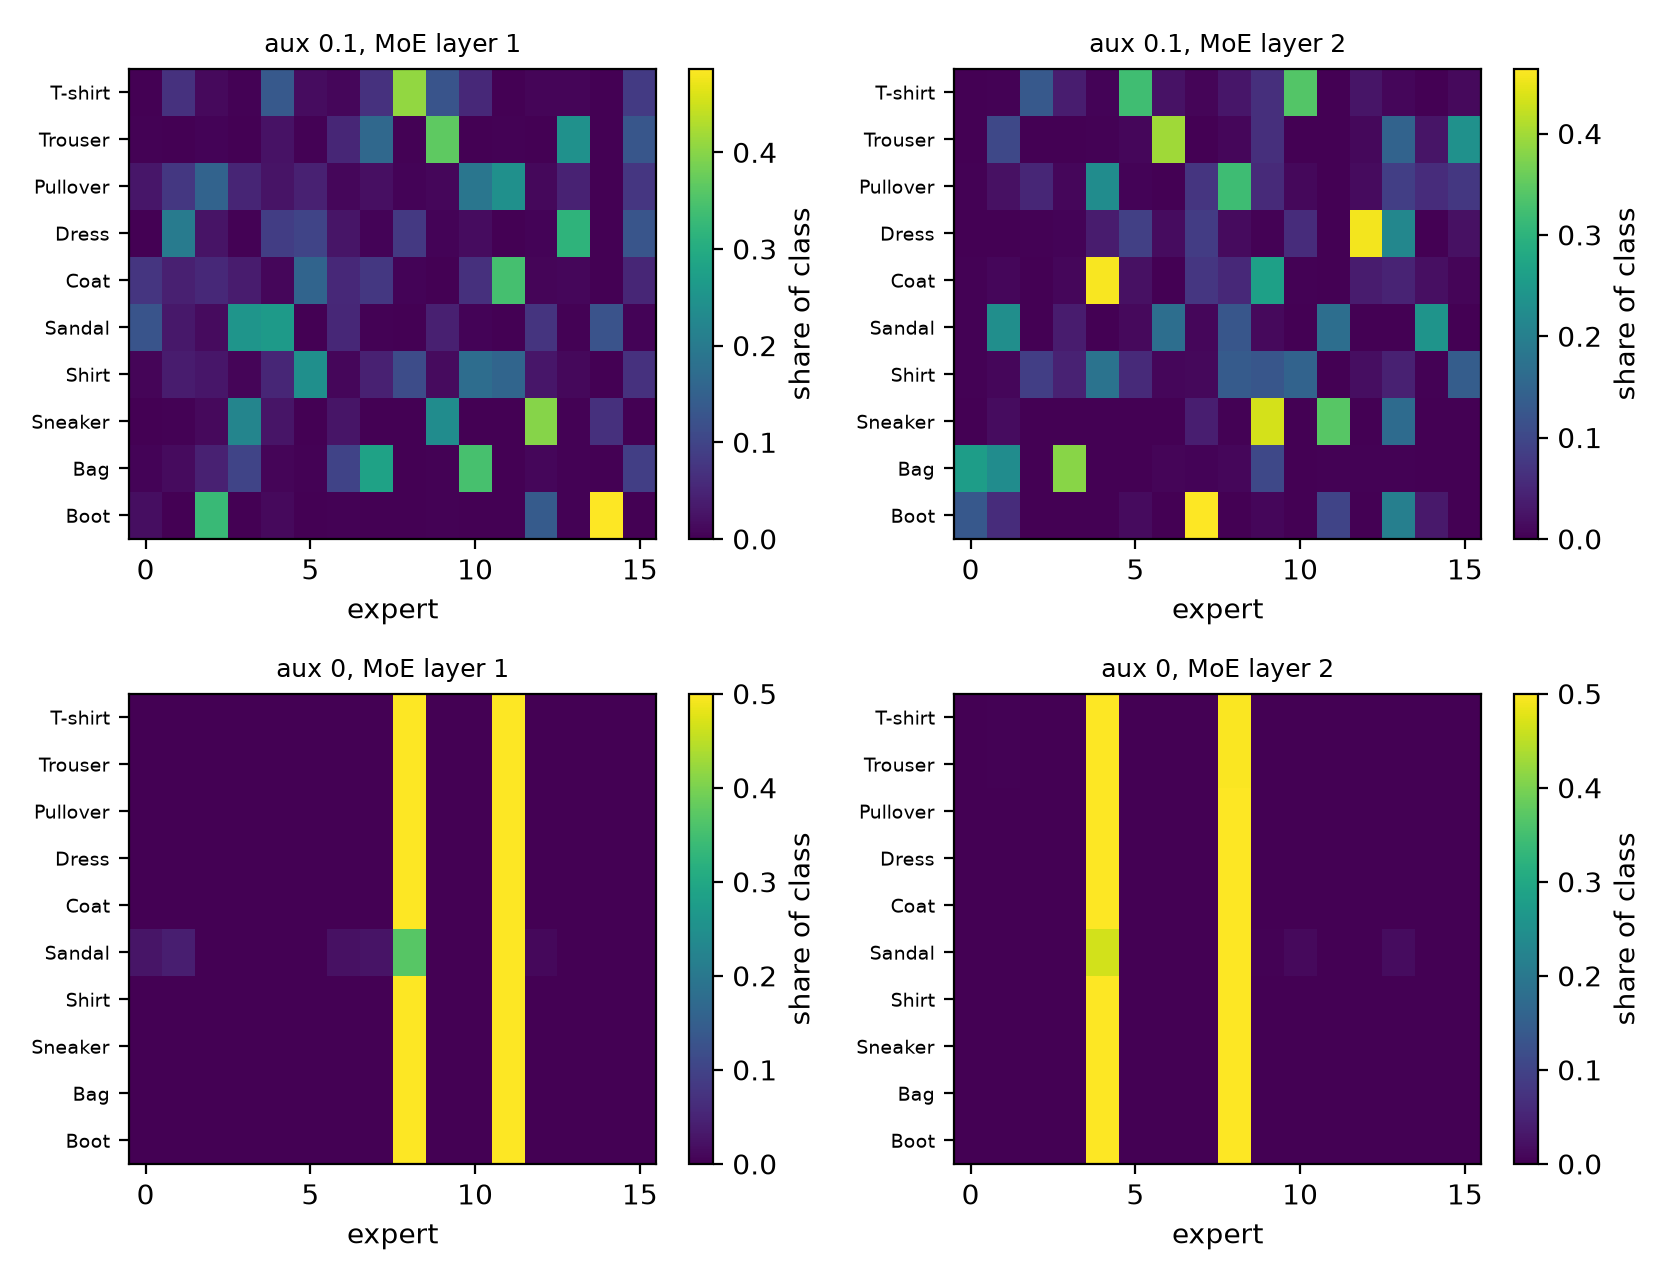 aux 0.1, MoE layer 1
T-shirt
Trouser
Pullover
Dress
Coat
Sandal
Shirt
Sneaker
Bag
Boot
0 5 10 15
expert
0.4
0.3
0.2
0.1
0.0
share of class
aux 0.1, MoE layer 2
T-shirt
Trouser
Pullover
Dress
Coat
Sandal
Shirt
Sneaker
Bag
Boot
0 5 10 15
expert
0.4
0.3
0.2
0.1
0.0
share of class
aux 0, MoE layer 1
T-shirt
Trouser
Pullover
Dress
Coat
Sandal
Shirt
Sneaker
Bag
Boot
0 5 10 15
expert
0.5
0.4
0.3
0.2
0.1
0.0
share of class
aux 0, MoE layer 2
T-shirt
Trouser
Pullover
Dress
Coat
Sandal
Shirt
Sneaker
Bag
Boot
0 5 10 15
expert
0.5
0.4
0.3
0.2
0.1
0.0
share of class